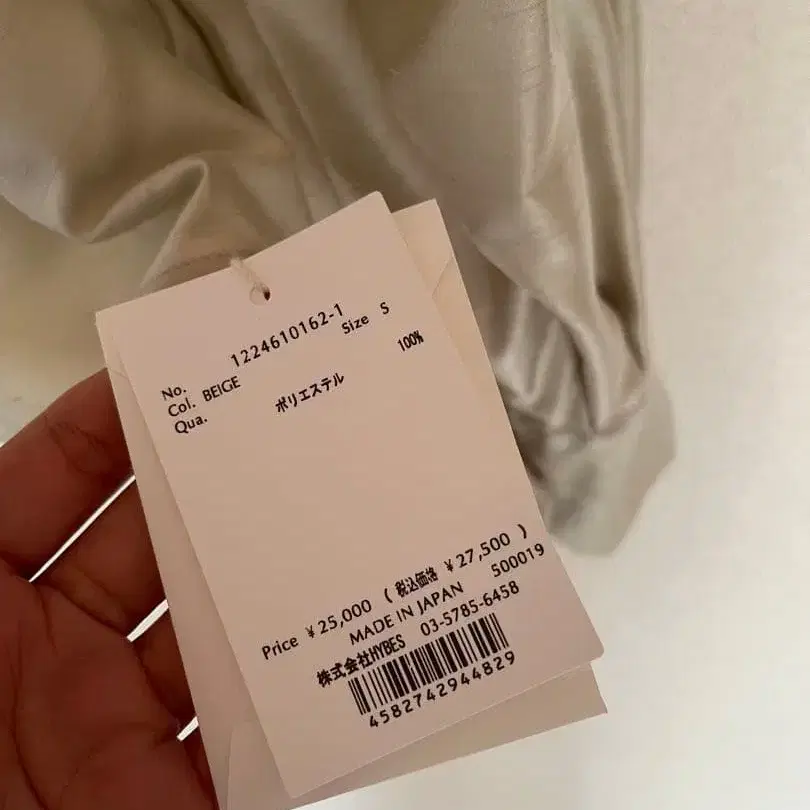 No. 1224610162-1
Col. BEIGE Size S
Qua. ポリエステル 100%
Price ¥25,000 ( 税込価格 ¥27,500 )
MADE IN JAPAN 500019
株式会社HYBES 03-5785-6458
4582742944829